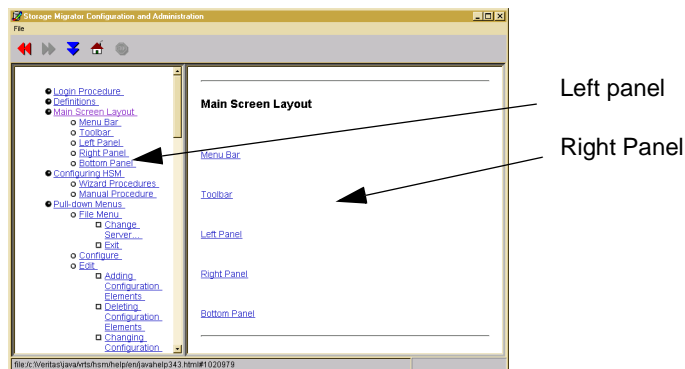 Storage Migrator Configuration and Administration
File
Login Procedure
Definitions
Main Screen Layout
Menu Bar
Toolbar
Left Panel
Right Panel
Bottom Panel
Configuring HSM
Wizard Procedures
Manual Procedure
Pull-down Menus
File Menu
Change
Server...
Exit
Configure
Edit
Adding
Configuration
Elements
Deleting
Configuration
Elements
Changing
Configuration
Main Screen Layout
Menu Bar
Toolbar
Left Panel
Right Panel
Bottom Panel
file:/c:\Veritas\java/vrts/hsm/help/en/javahelp343.html#1020979
Left panel
Right Panel